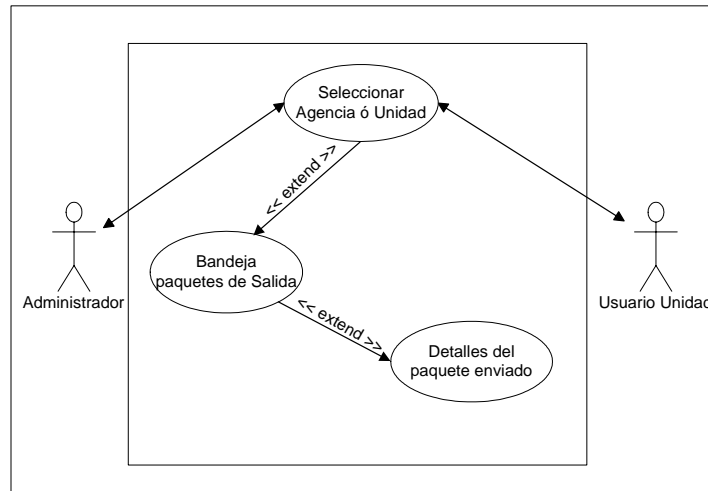 Seleccionar
Agencia ó Unidad
<< extend >>
Bandeja
paquetes de Salida
Administrador
Usuario Unidad
<< extend >>
Detalles del
paquete enviado